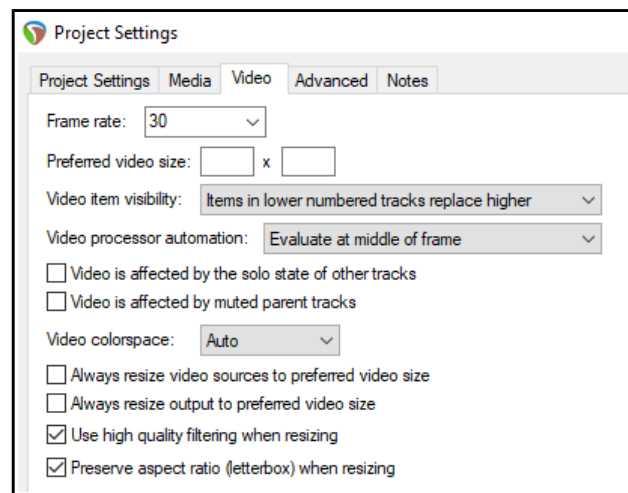 Project Settings
Project Settings Media Video Advanced Notes
Frame rate: 30
Preferred video size: x
Video item visibility: Items in lower numbered tracks replace higher
Video processor automation: Evaluate at middle of frame
Video is affected by the solo state of other tracks
Video is affected by muted parent tracks
Video colorspace: Auto
Always resize video sources to preferred video size
Always resize output to preferred video size
Use high quality filtering when resizing
Preserve aspect ratio (letterbox) when resizing